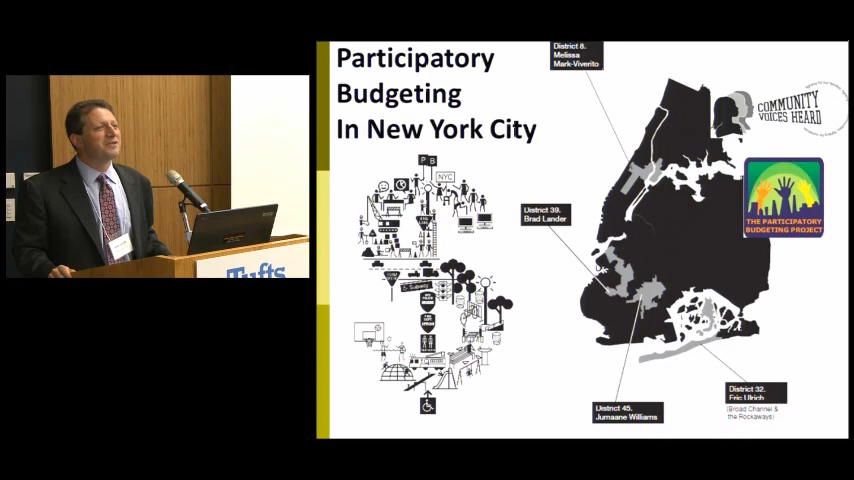 Participatory
Budgeting
In New York City
District 8.
Melissa
Mark-Viverito
COMMUNITY
VOICES HEARD
THE PARTICIPATORY
BUDGETING PROJECT
District 39.
Brad Lander
P B
NYC
Subway
District 32.
Eric Ulrich
(Broad Channel &
the Rockaways)
District 45.
Jumaane Williams
Tufts